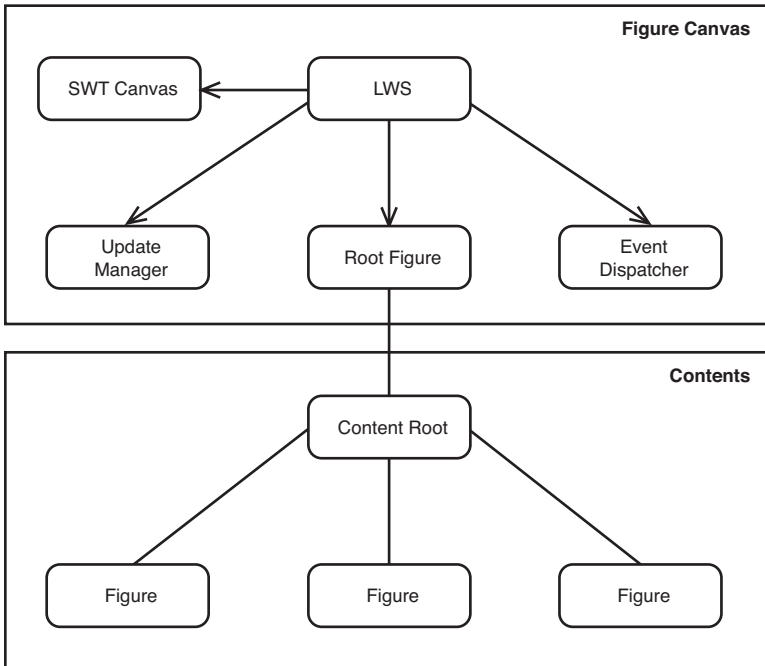 Figure Canvas
SWT Canvas
LWS
Update
Manager
Root Figure
Event
Dispatcher
Contents
Content Root
Figure
Figure
Figure